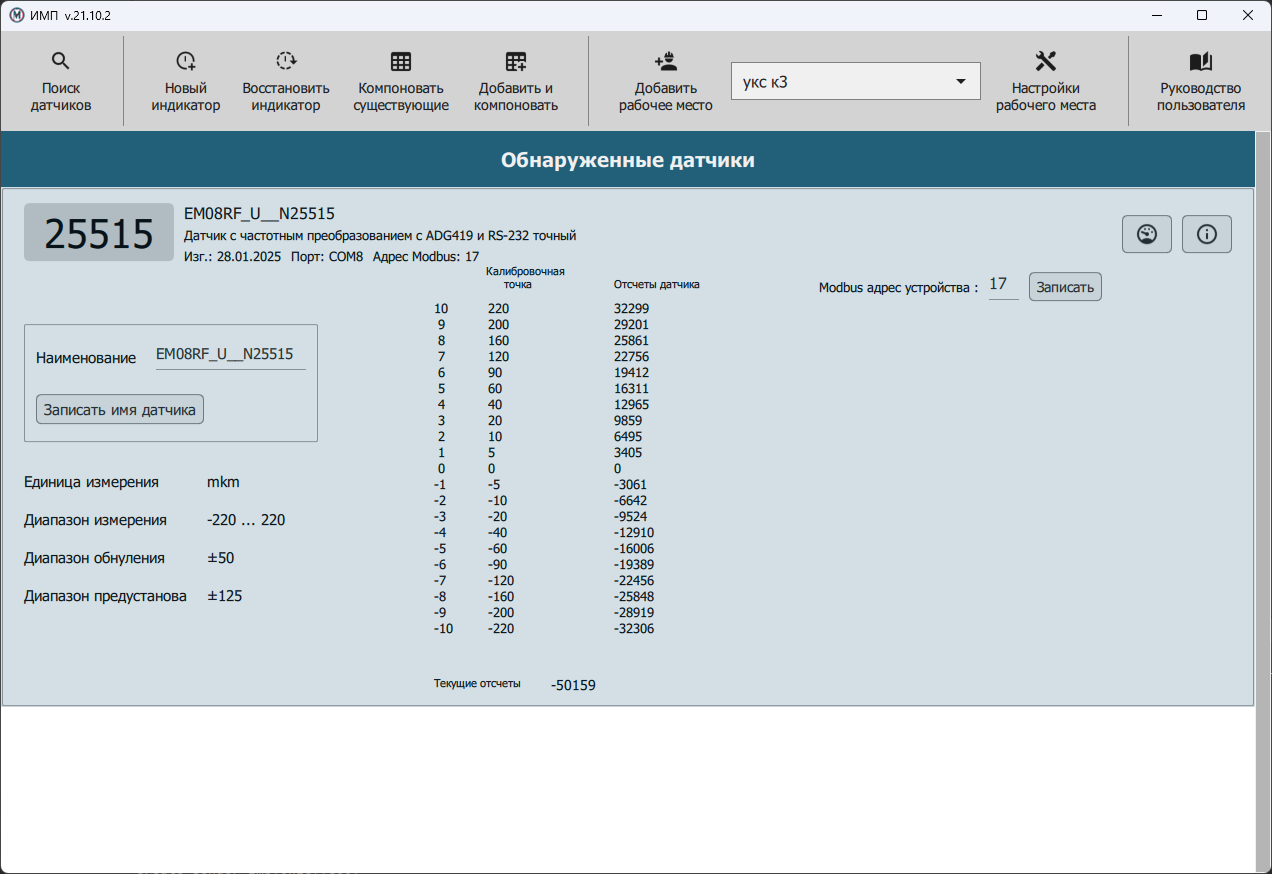 ИМП v.21.10.2
Поиск датчиков
Новый индикатор
Восстановить индикатор
Компоновать существующие
Добавить и компоновать
Добавить рабочее место
укс к3
Настройки рабочего места
Руководство пользователя
Обнаруженные датчики
25515
EM08RF_U__N25515
Датчик с частотным преобразованием с ADG419 и RS-232 точный
Изг.: 28.01.2025 Порт: COM8 Адрес Modbus: 17
Наименование EM08RF_U__N25515
Записать имя датчика
Единица измерения mkm
Диапазон измерения -220 ... 220
Диапазон обнуления ±50
Диапазон предустанова ±125
Калибровочная точка Отсчеты датчика
10 220 32299
9 200 29201
8 160 25861
7 120 22756
6 90 19412
5 60 16311
4 40 12965
3 20 9859
2 10 6495
1 5 3405
0 0 0
-1 -5 -3061
-2 -10 -6642
-3 -20 -9524
-4 -40 -12910
-5 -60 -16006
-6 -90 -19389
-7 -120 -22456
-8 -160 -25848
-9 -200 -28919
-10 -220 -32306
Текущие отсчеты -50159
Modbus адрес устройства : 17 Записать